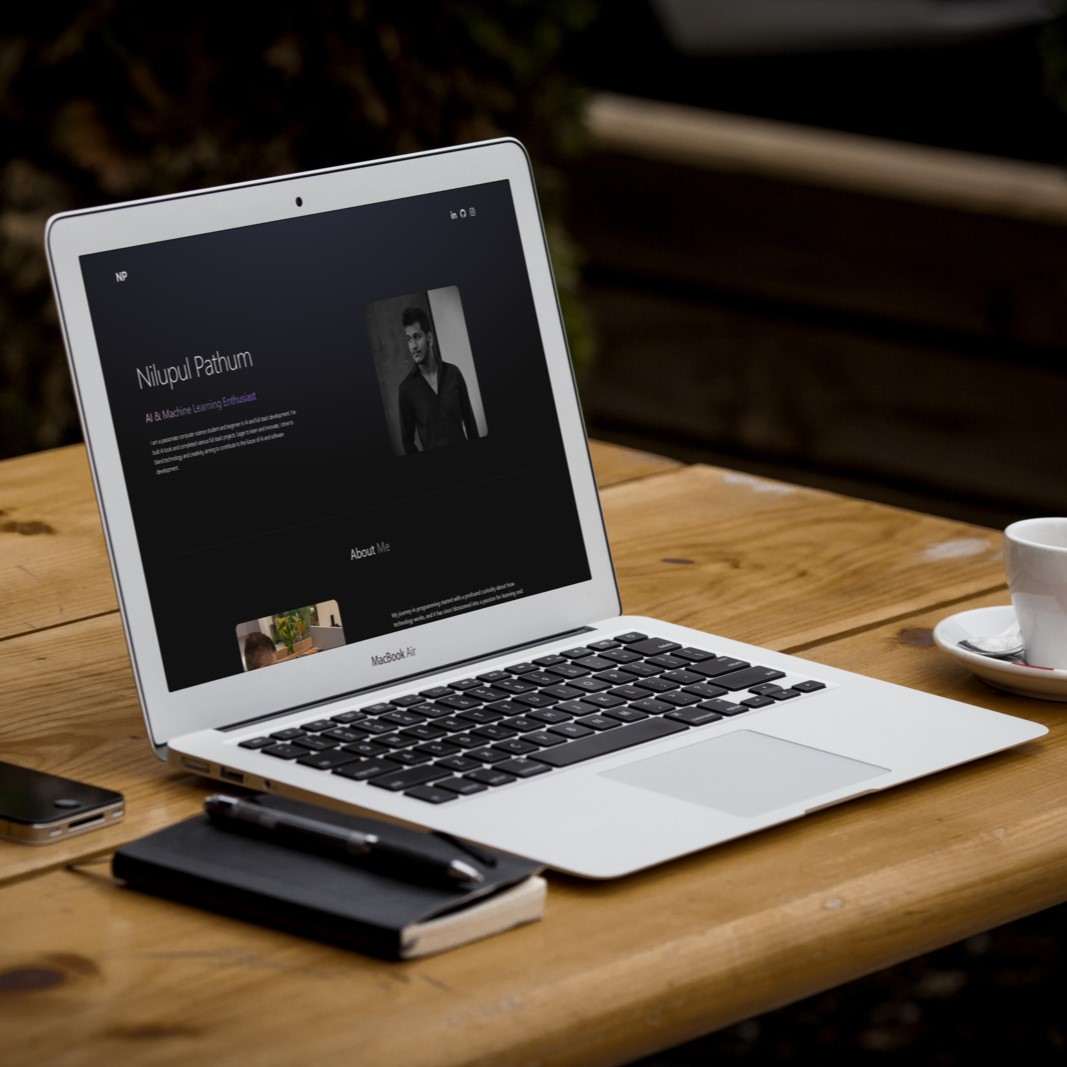 NP
in
Nilupul Pathum
AI & Machine Learning Enthusiast
I am a passionate computer science student and beginner in AI and full stack development. I've
built AI tools and completed various full stack projects. Eager to learn and innovate, I strive to
blend technology and creativity, aiming to contribute to the future of AI and software
development.
About Me
My journey in programming started with a profound curiosity about how
technology works, and it has since blossomed into a passion for learning and
MacBook Air